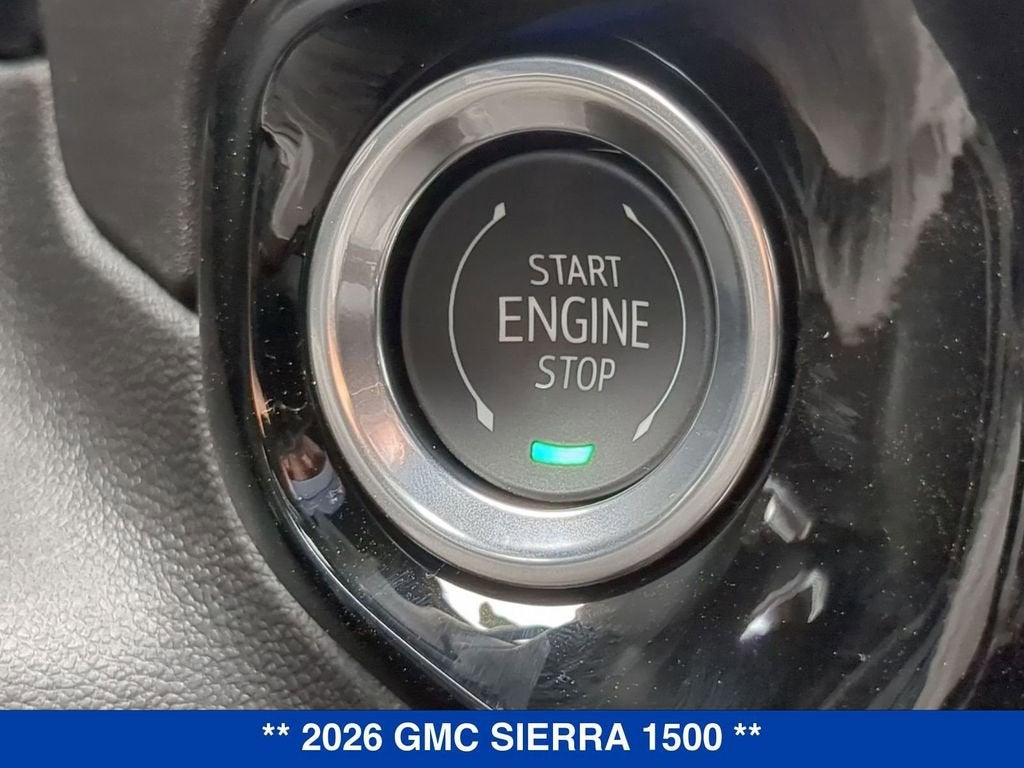 START
ENGINE
STOP
** 2026 GMC SIERRA 1500 **